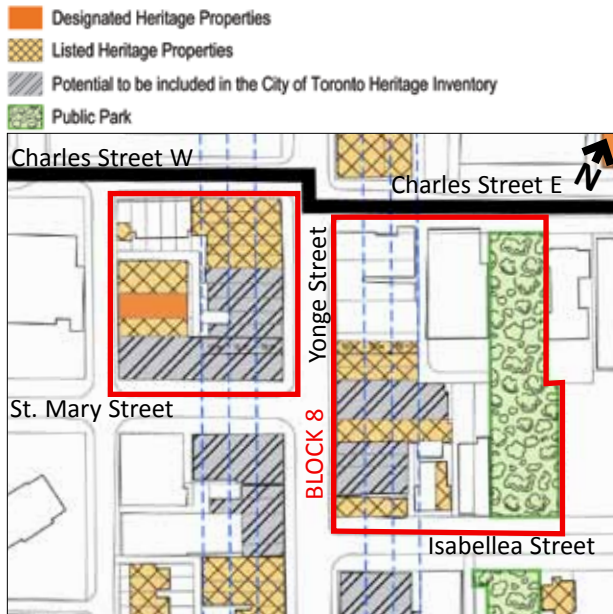 Designated Heritage Properties
Listed Heritage Properties
Potential to be included in the City of Toronto Heritage Inventory
Public Park
Charles Street W
Charles Street E
N
Yonge Street
St. Mary Street
BLOCK 8
Isabellea Street